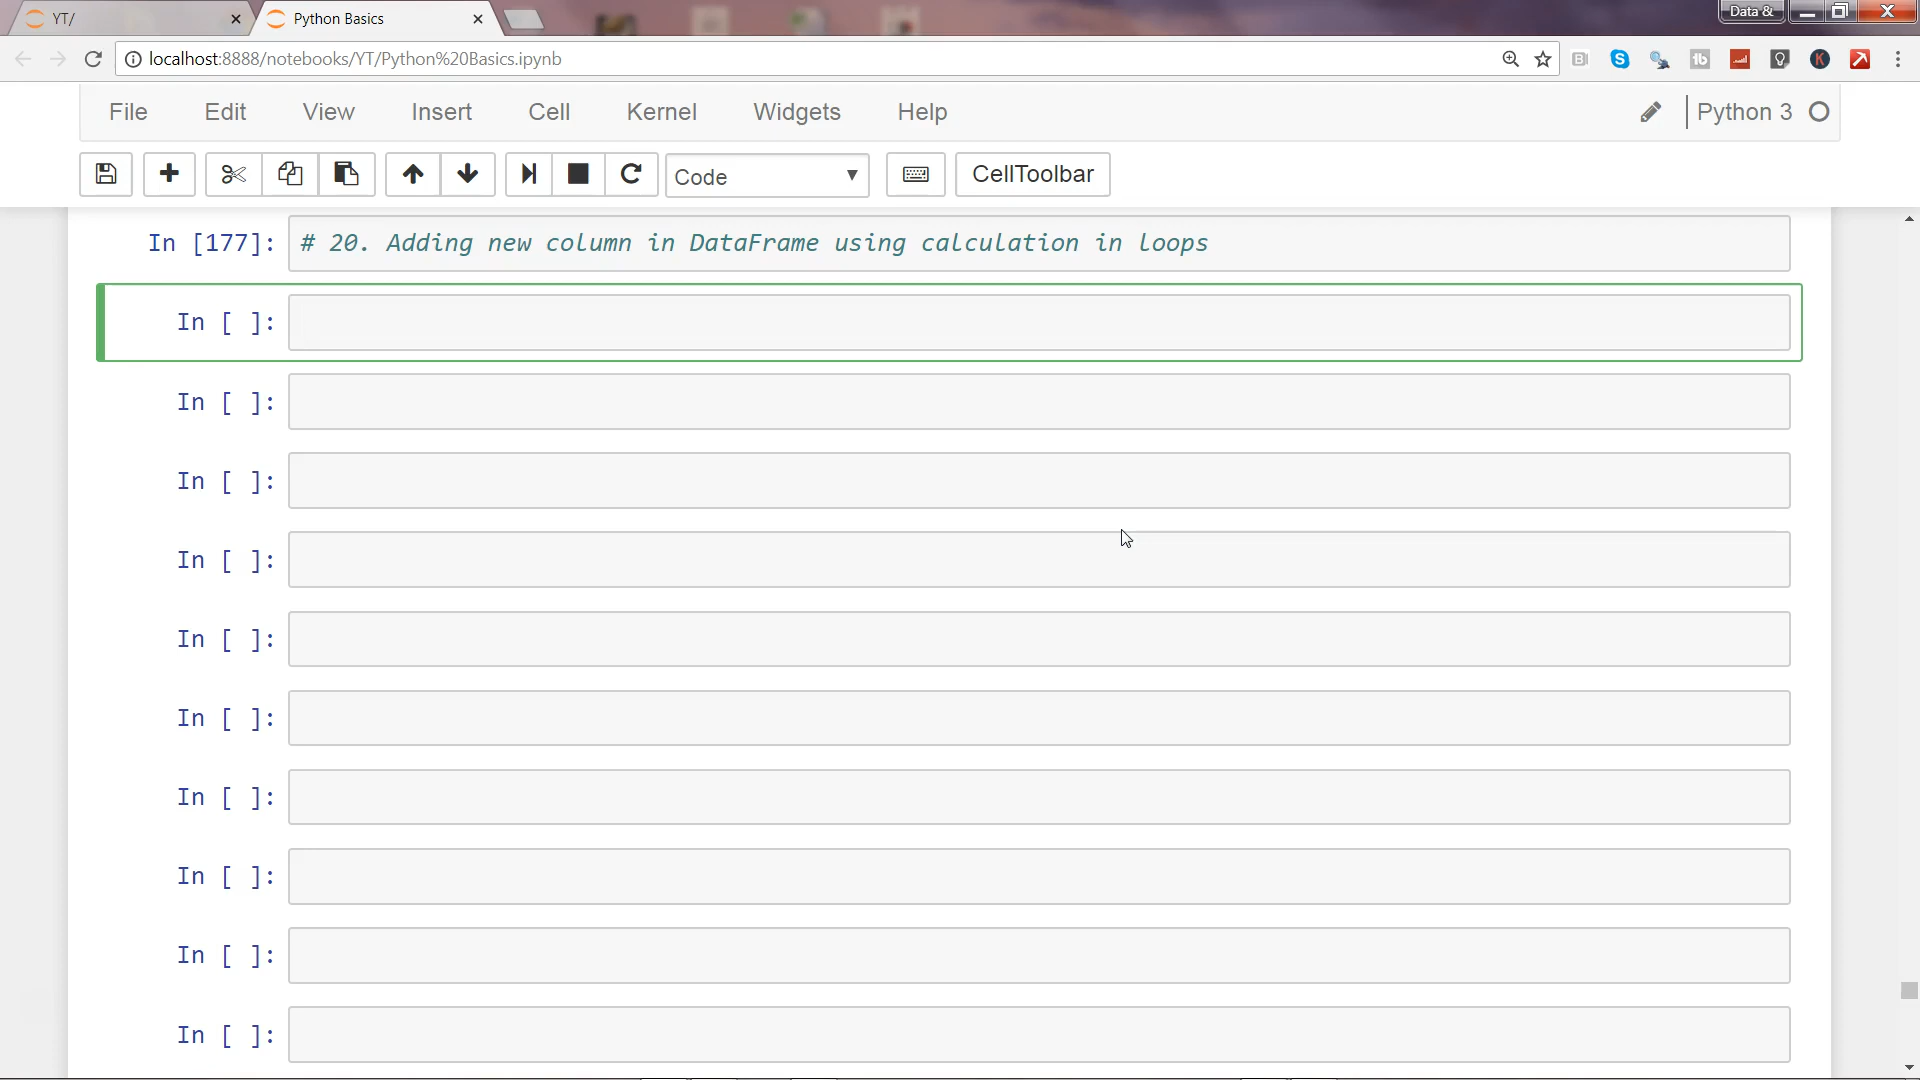 YT/
Python Basics
Data &
localhost:8888/notebooks/YT/Python%20Basics.ipynb
File Edit View Insert Cell Kernel Widgets Help Python 3
Code CellToolbar
In [177]: # 20. Adding new column in DataFrame using calculation in loops
In [ ]:
In [ ]:
In [ ]:
In [ ]:
In [ ]:
In [ ]:
In [ ]:
In [ ]:
In [ ]:
In [ ]: